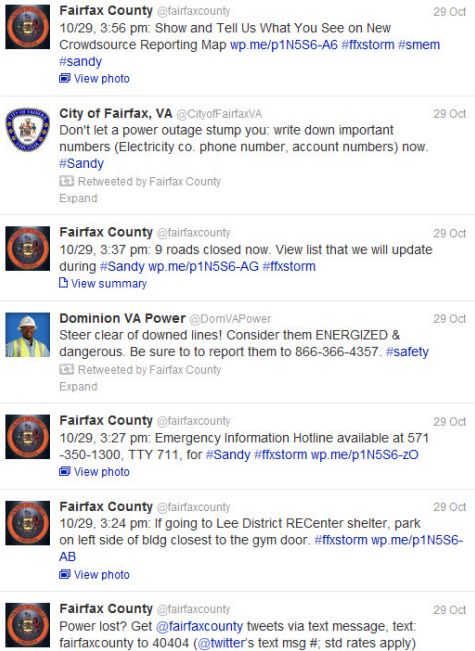 Fairfax County @fairfaxcounty 29 Oct
10/29, 3:56 pm: Show and Tell Us What You See on New
Crowdsource Reporting Map wp.me/p1N5S6-A6 #ffxstorm #smem
#sandy
View photo
City of Fairfax, VA @CityofFairfaxVA 29 Oct
Don't let a power outage stump you: write down important
numbers (Electricity co. phone number, account numbers) now.
#Sandy
Retweeted by Fairfax County
Expand
Fairfax County @fairfaxcounty 29 Oct
10/29, 3:37 pm: 9 roads closed now. View list that we will update
during #Sandy wp.me/p1N5S6-AG #ffxstorm
View summary
Dominion VA Power @DomVAPower 29 Oct
Steer clear of downed lines! Consider them ENERGIZED &
dangerous. Be sure to to report them to 866-366-4357. #safety
Retweeted by Fairfax County
Expand
Fairfax County @fairfaxcounty 29 Oct
10/29, 3:27 pm: Emergency Information Hotline available at 571
-350-1300, TTY 711, for #Sandy #ffxstorm wp.me/p1N5S6-zO
View photo
Fairfax County @fairfaxcounty 29 Oct
10/29, 3:24 pm: If going to Lee District RECenter shelter, park
on left side of bldg closest to the gym door. #ffxstorm wp.me/p1N5S6-
AB
View photo
Fairfax County @fairfaxcounty 29 Oct
Power lost? Get @fairfaxcounty tweets via text message, text:
fairfaxcounty to 40404 (@twitter's text msg #; std rates apply)